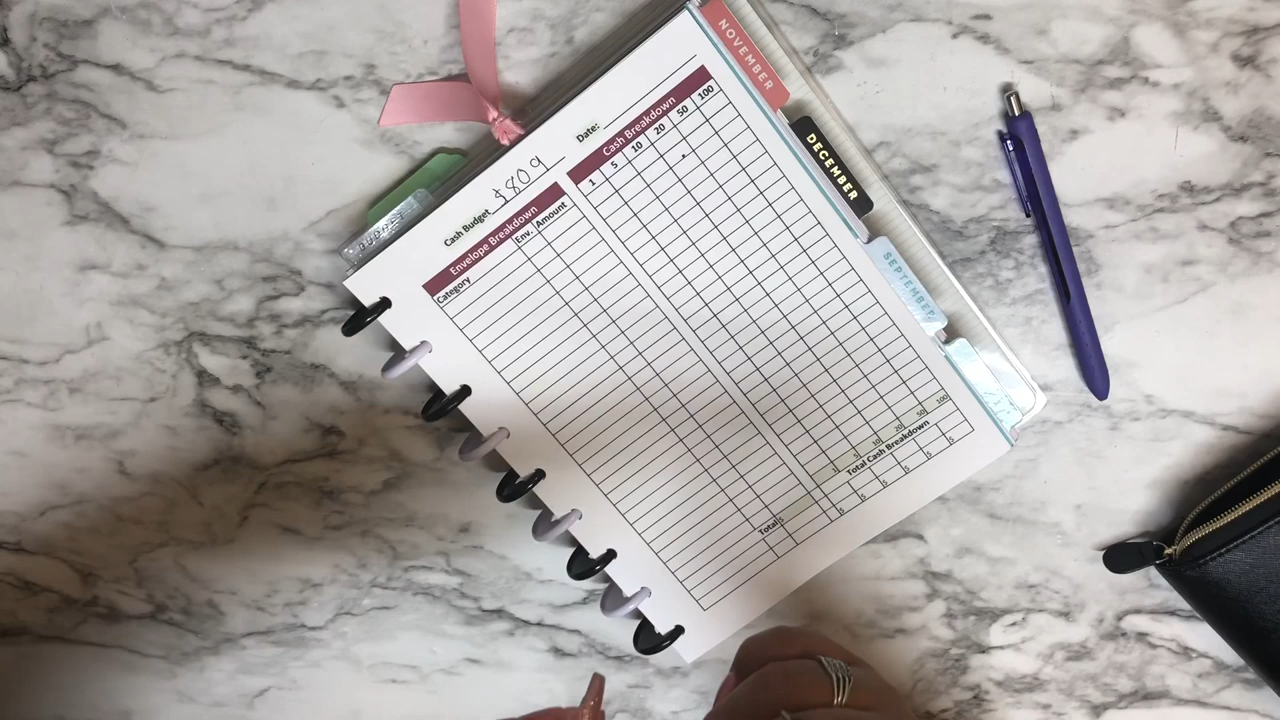 BUDGET
Cash Budget $809
Date:
Envelope Breakdown
Cash Breakdown
Category
Env.
Amount
1 5 10 20 50 100
1 5 10 20 50 100
Total Cash Breakdown
Total $
$ $ $ $ $ $
NOVEMBER
DECEMBER
SEPTEMBER